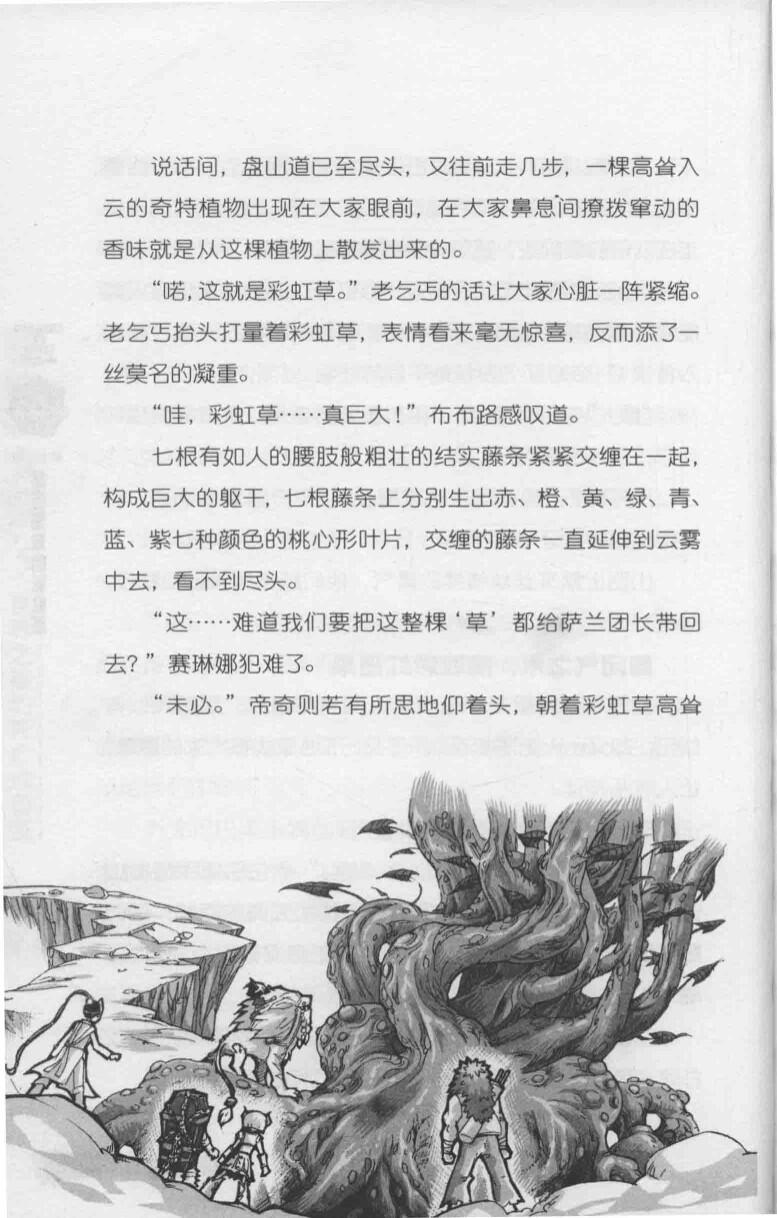 说话间，盘山道已至尽头，又往前走几步，一棵高耸入
云的奇特植物出现在大家眼前，在大家鼻息间撩拨窜动的
香味就是从这棵植物上散发出来的。
“喏，这就是彩虹草。”老乞丐的话让大家心脏一阵紧缩。
老乞丐抬头打量着彩虹草，表情看来毫无惊喜，反而添了一
丝莫名的凝重。
“哇，彩虹草……真巨大！”布布路感叹道。
七根有如人的腰肢般粗壮的结实藤条紧紧交缠在一起，
构成巨大的躯干，七根藤条上分别生出赤、橙、黄、绿、青、
蓝、紫七种颜色的桃心形叶片，交缠的藤条一直延伸到云雾
中去，看不到尽头。
“这……难道我们要把这整棵‘草’都给萨兰团长带回
去？”赛琳娜犯难了。
“未必。”帝奇则若有所思地仰着头，朝着彩虹草高耸